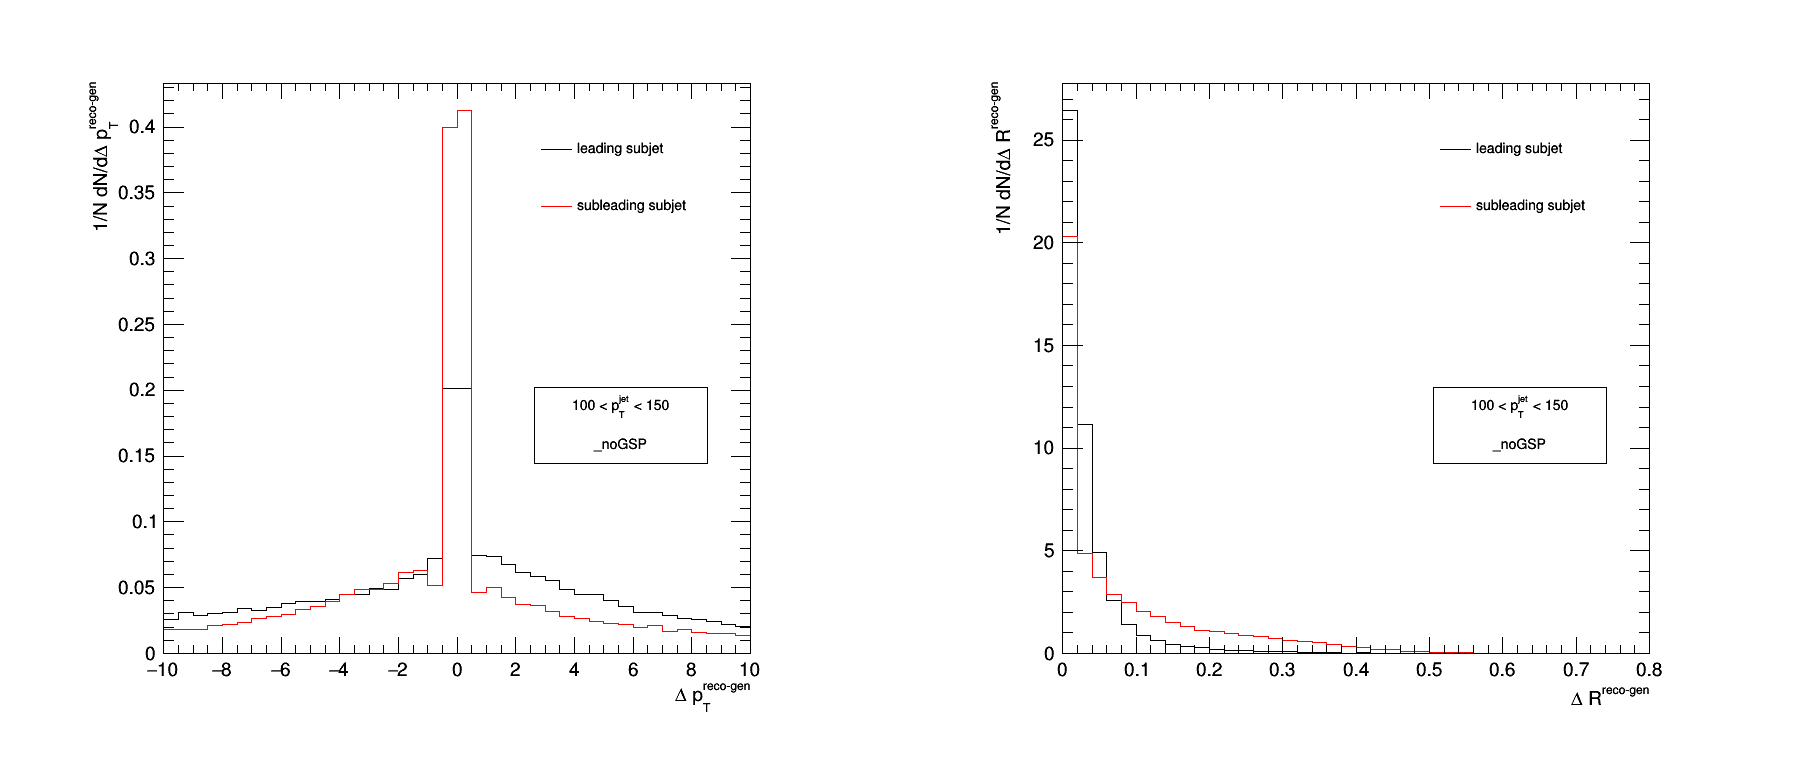 1/N dN/dΔ p_T^reco-gen
0.4
0.35
0.3
0.25
0.2
0.15
0.1
0.05
0
leading subjet
subleading subjet
100 < p_T^jet < 150
_noGSP
−10 −8 −6 −4 −2 0 2 4 6 8 10
Δ p_T^reco-gen
1/N dN/dΔ R^reco-gen
25
20
15
10
5
0
leading subjet
subleading subjet
100 < p_T^jet < 150
_noGSP
0 0.1 0.2 0.3 0.4 0.5 0.6 0.7 0.8
Δ R^reco-gen